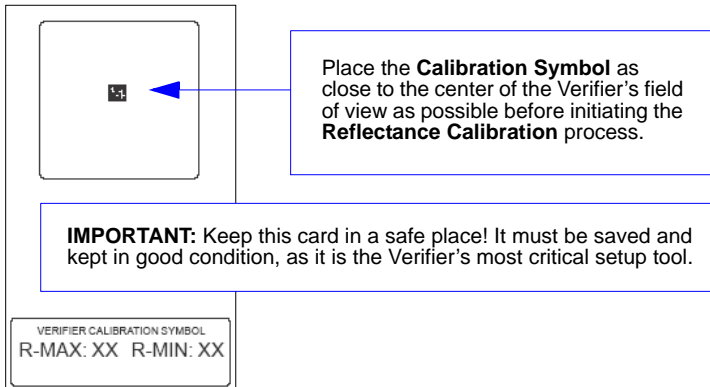 Place the Calibration Symbol as
close to the center of the Verifier’s field
of view as possible before initiating the
Reflectance Calibration process.
IMPORTANT: Keep this card in a safe place! It must be saved and
kept in good condition, as it is the Verifier’s most critical setup tool.
VERIFIER CALIBRATION SYMBOL
R-MAX: XX R-MIN: XX